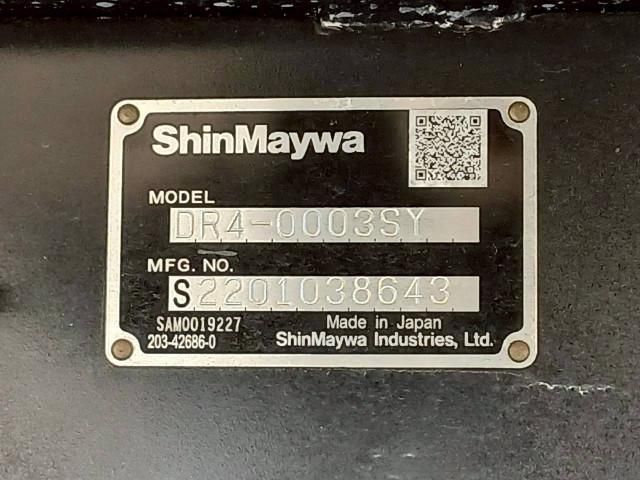 ShinMaywa
MODEL
DR4-0003SY
MFG. NO.
S2201038643
SAM0019227
Made in Japan
203-42686-0
ShinMaywa Industries, Ltd.